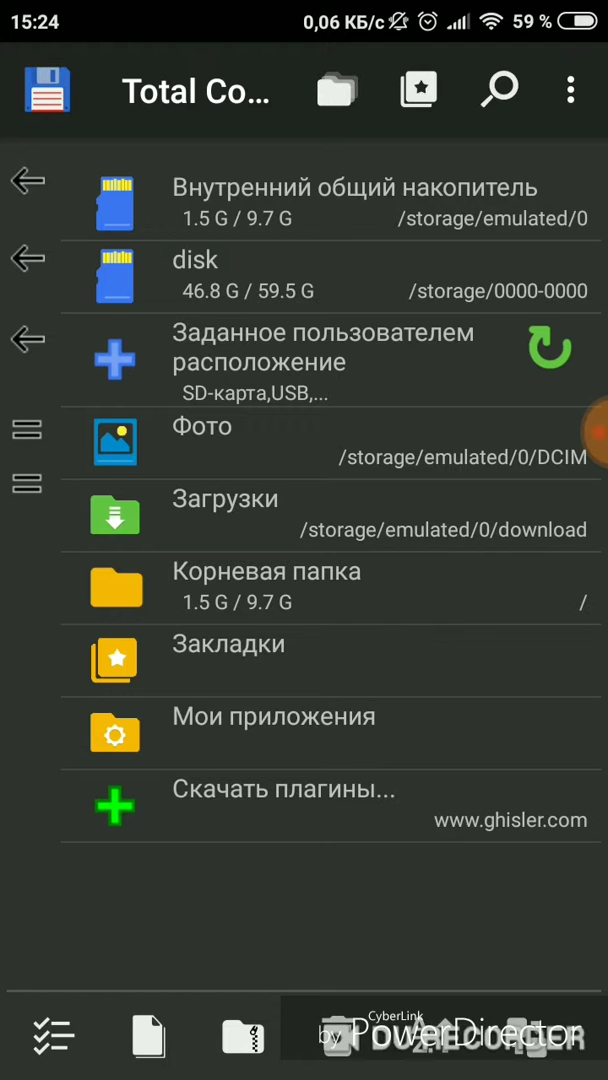 15:24 0,06 КБ/с 59 %
Total Co...
Внутренний общий накопитель
1.5 G / 9.7 G /storage/emulated/0
disk
46.8 G / 59.5 G /storage/0000-0000
Заданное пользователем
расположение
SD-карта,USB,...
Фото
/storage/emulated/0/DCIM
Загрузки
/storage/emulated/0/download
Корневая папка
1.5 G / 9.7 G /
Закладки
Мои приложения
Скачать плагины...
www.ghisler.com
CyberLink
by PowerDirector